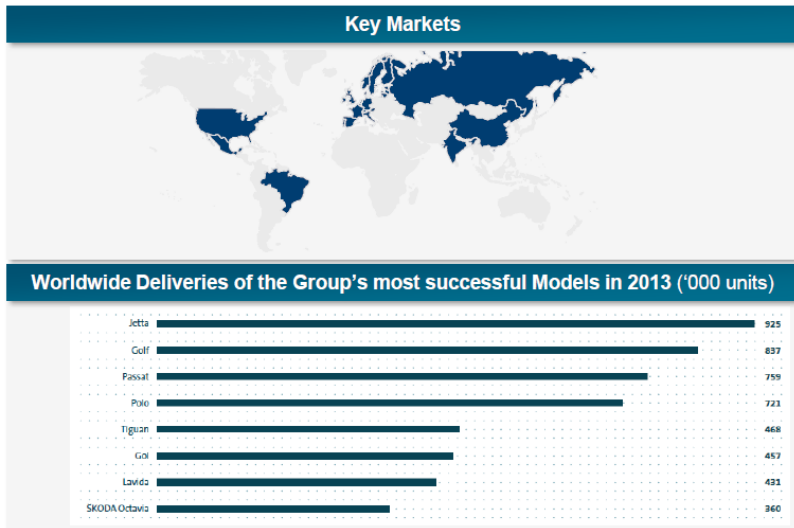 Key Markets
Worldwide Deliveries of the Group's most successful Models in 2013 (‘000 units)
Jetta 925
Golf 837
Passat 759
Polo 721
Tiguan 468
Gol 457
Lavida 431
ŠKODA Octavia 360